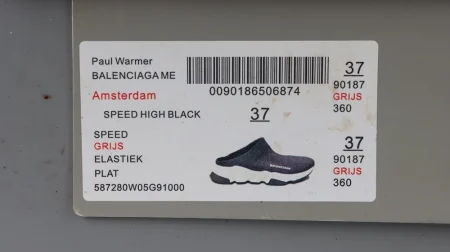 Paul Warmer
BALENCIAGA ME
Amsterdam
0090186506874
SPEED HIGH BLACK
37
37
90187
GRIJS
360
SPEED
GRIJS
ELASTIEK
PLAT
587280W05G91000
37
90187
GRIJS
360